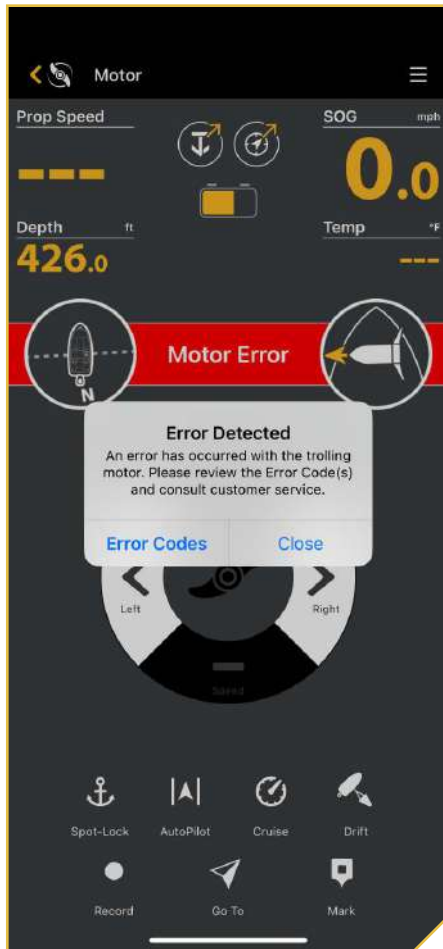 Motor
Prop Speed
---
SOG mph
0.0
Depth ft
426.0
Temp °F
---
Motor Error
N
Error Detected
An error has occurred with the trolling
motor. Please review the Error Code(s)
and consult customer service.
Error Codes Close
Left Right
Speed
Spot-Lock AutoPilot Cruise Drift
Record Go To Mark